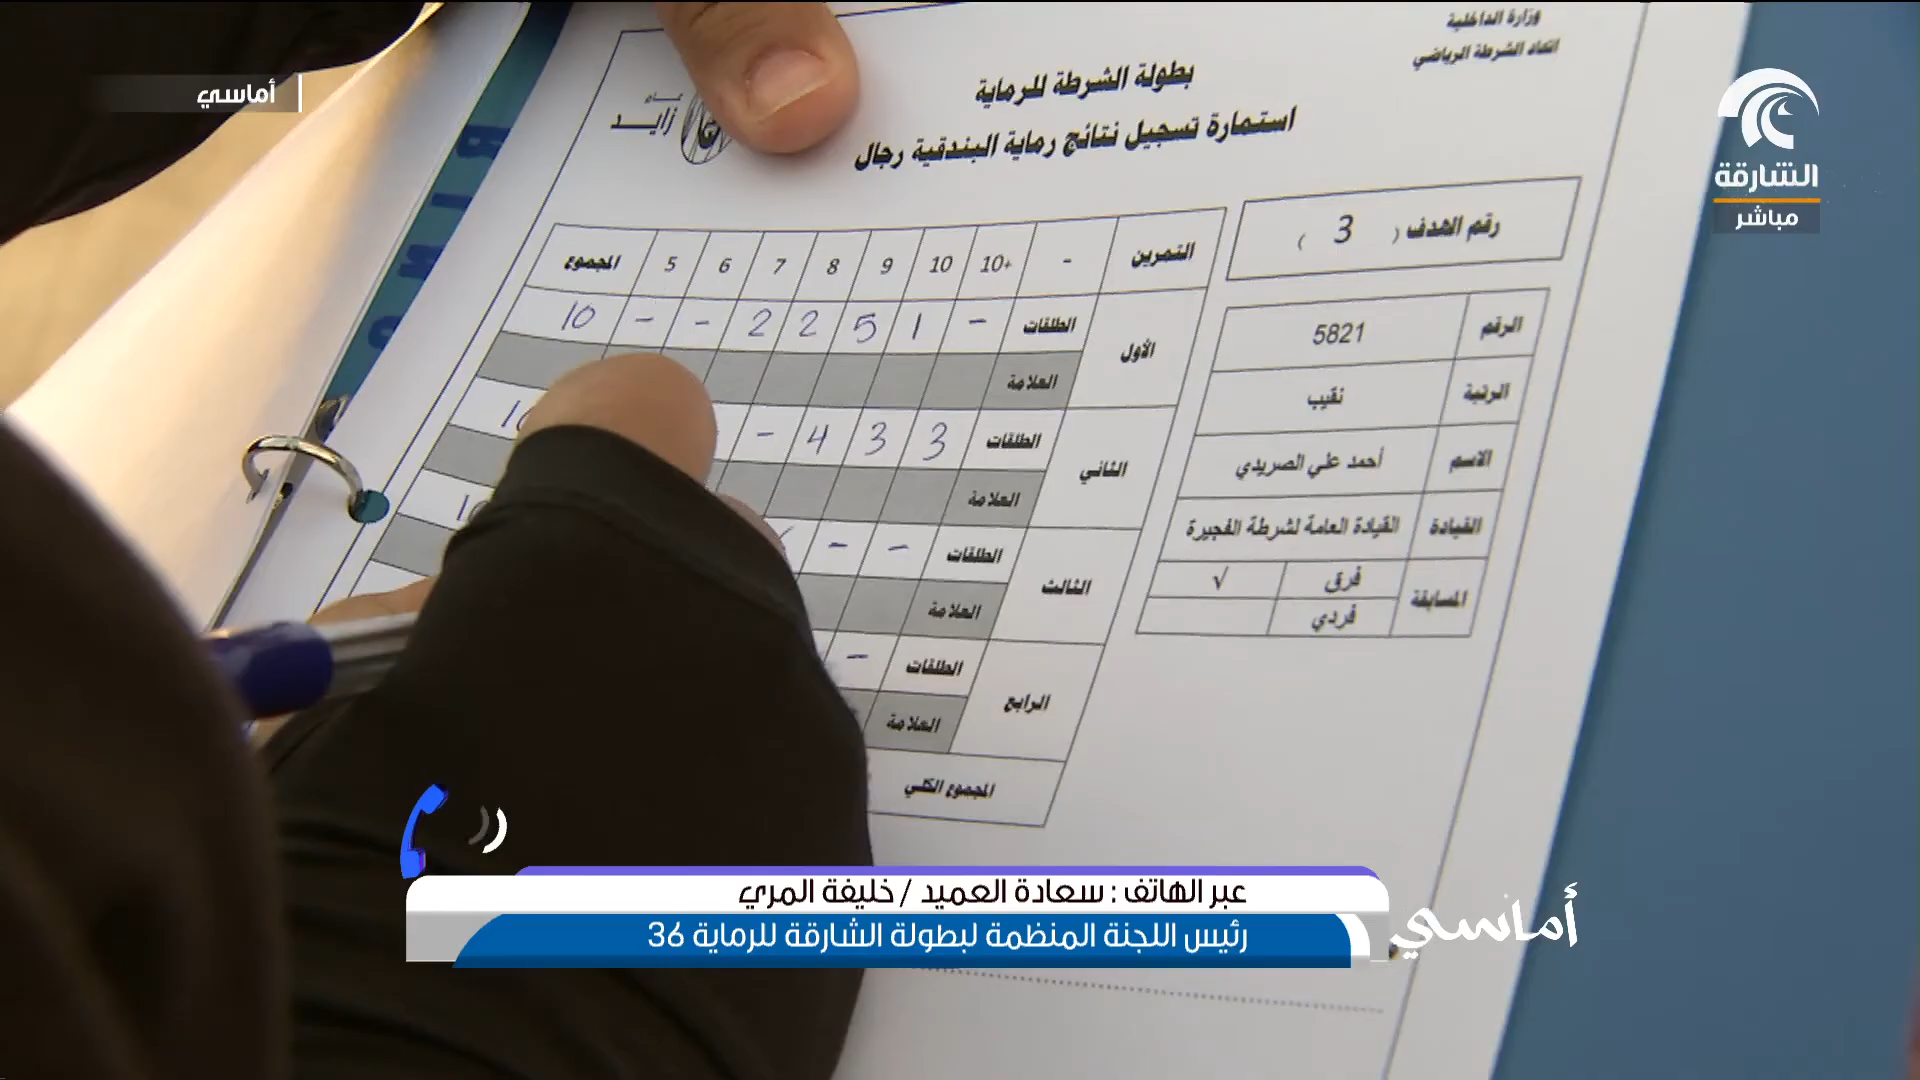 أماسي
الشارقة
مباشر
وزارة الداخلية
اتحاد الشرطة الرياضي
عام زايد
بطولة الشرطة للرماية
استمارة تسجيل نتائج رماية البندقية رجال
رقم الهدف ( 3 )
الرقم 5821
الرتبة نقيب
الاسم أحمد علي الصريدي
القيادة القيادة العامة لشرطة الفجيرة
المسابقة فرق √
فردي
التمرين - +10 10 9 8 7 6 5 المجموع
الأول الطلقات - 1 5 2 2 - - 10
العلامة
الثاني الطلقات 3 3 4 -
العلامة
الثالث الطلقات - -
العلامة
الرابع الطلقات -
العلامة
المجموع الكلي
عبر الهاتف : سعادة العميد / خليفة المري
رئيس اللجنة المنظمة لبطولة الشارقة للرماية 36
أماسي